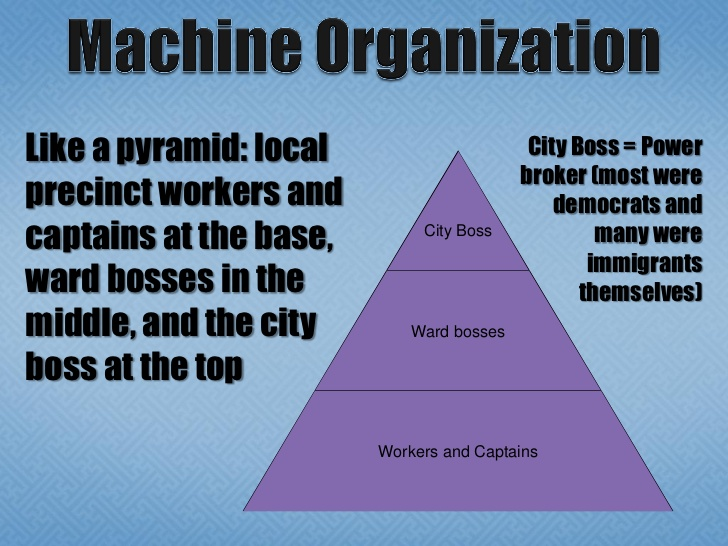 Machine Organization
Like a pyramid: local
precinct workers and
captains at the base,
ward bosses in the
middle, and the city
boss at the top
City Boss = Power
broker (most were
democrats and
many were
immigrants
themselves)
City Boss
Ward bosses
Workers and Captains